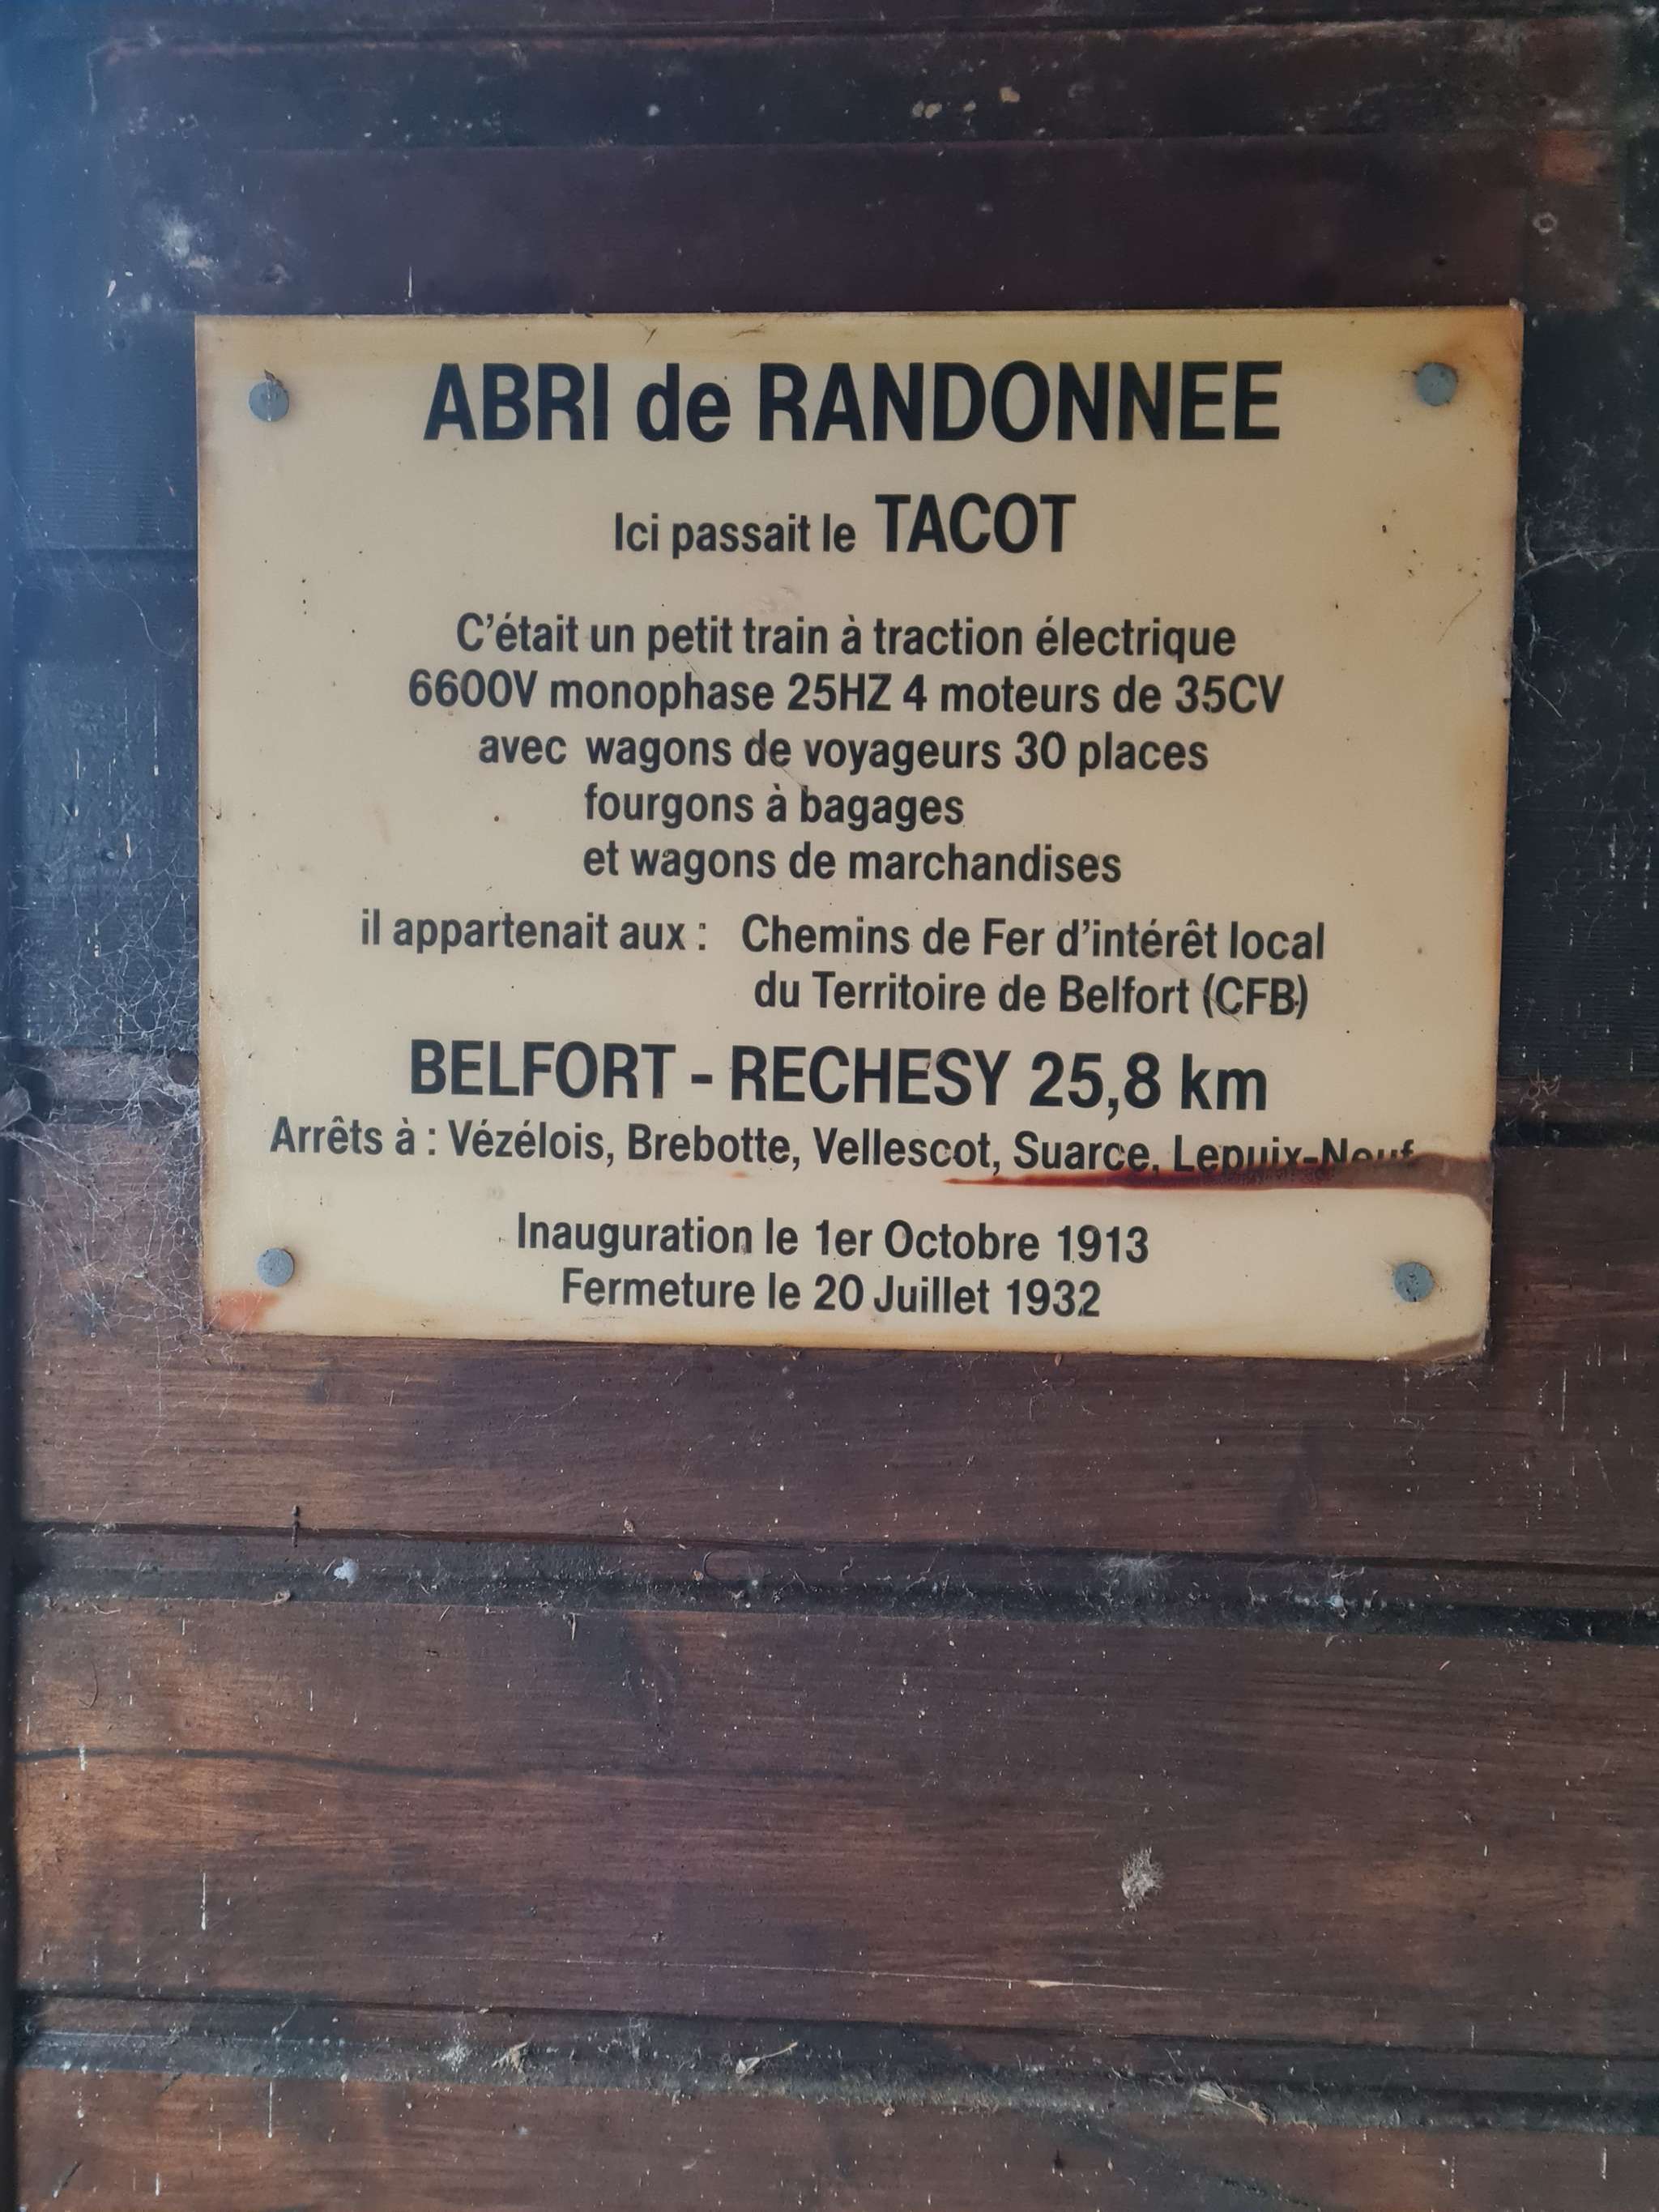 ABRI de RANDONNEE
Ici passait le TACOT
C'était un petit train à traction électrique
6600V monophase 25HZ 4 moteurs de 35CV
avec wagons de voyageurs 30 places
fourgons à bagages
et wagons de marchandises
il appartenait aux : Chemins de Fer d'intérêt local
du Territoire de Belfort (CFB)
BELFORT - RECHESY 25,8 km
Arrêts à : Vézélois, Brebotte, Vellescot, Suarce, Lepuix-Neuf
Inauguration le 1er Octobre 1913
Fermeture le 20 Juillet 1932